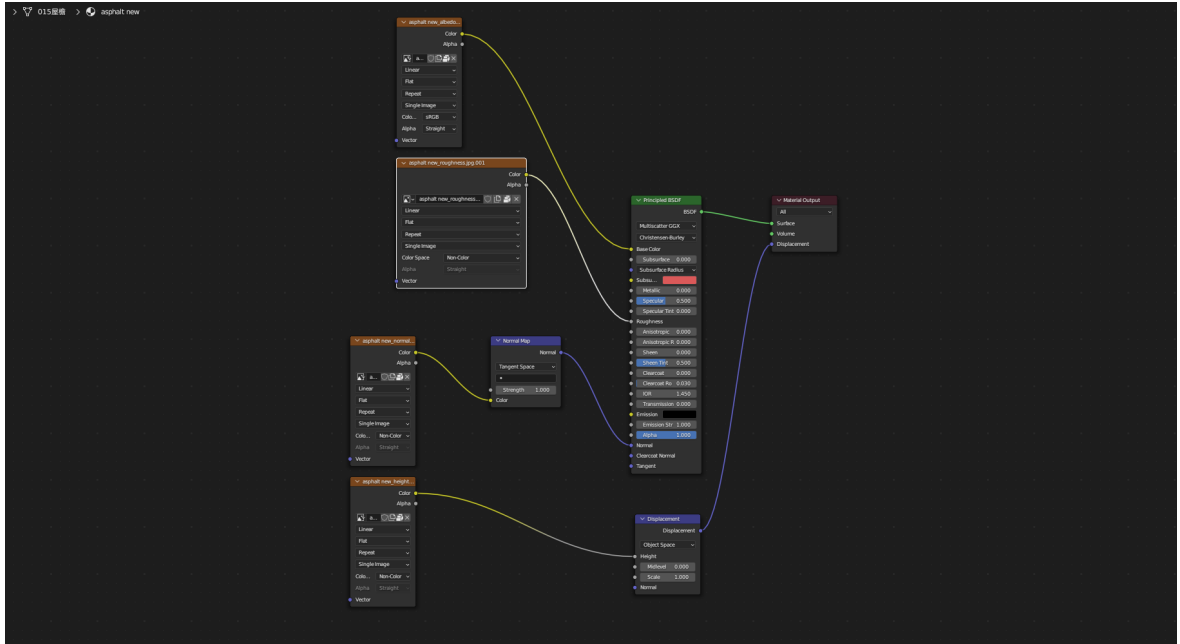 015屋檐 asphalt new
asphalt new_albedo...
Color
Alpha
a...
Linear
Flat
Repeat
Single Image
Colo... sRGB
Alpha Straight
Vector
asphalt new_roughness.jpg.001
Color
Alpha
asphalt new_roughness...
Linear
Flat
Repeat
Single Image
Color Space Non-Color
Alpha Straight
Vector
asphalt new_normal...
Color
Alpha
a...
Linear
Flat
Repeat
Single Image
Colo... Non-Color
Alpha Straight
Vector
asphalt new_height...
Color
Alpha
a...
Linear
Flat
Repeat
Single Image
Colo... Non-Color
Alpha Straight
Vector
Normal Map
Normal
Tangent Space
Strength 1.000
Color
Principled BSDF
BSDF
Multiscatter GGX
Christensen-Burley
Base Color
Subsurface 0.000
Subsurface Radius
Subsu...
Metallic 0.000
Specular 0.500
Specular Tint 0.000
Roughness
Anisotropic 0.000
Anisotropic R 0.000
Sheen 0.000
Sheen Tint 0.500
Clearcoat 0.000
Clearcoat Ro 0.030
IOR 1.450
Transmission 0.000
Emission
Emission Str 1.000
Alpha 1.000
Normal
Clearcoat Normal
Tangent
Displacement
Displacement
Object Space
Height
Midlevel 0.000
Scale 1.000
Normal
Material Output
All
Surface
Volume
Displacement